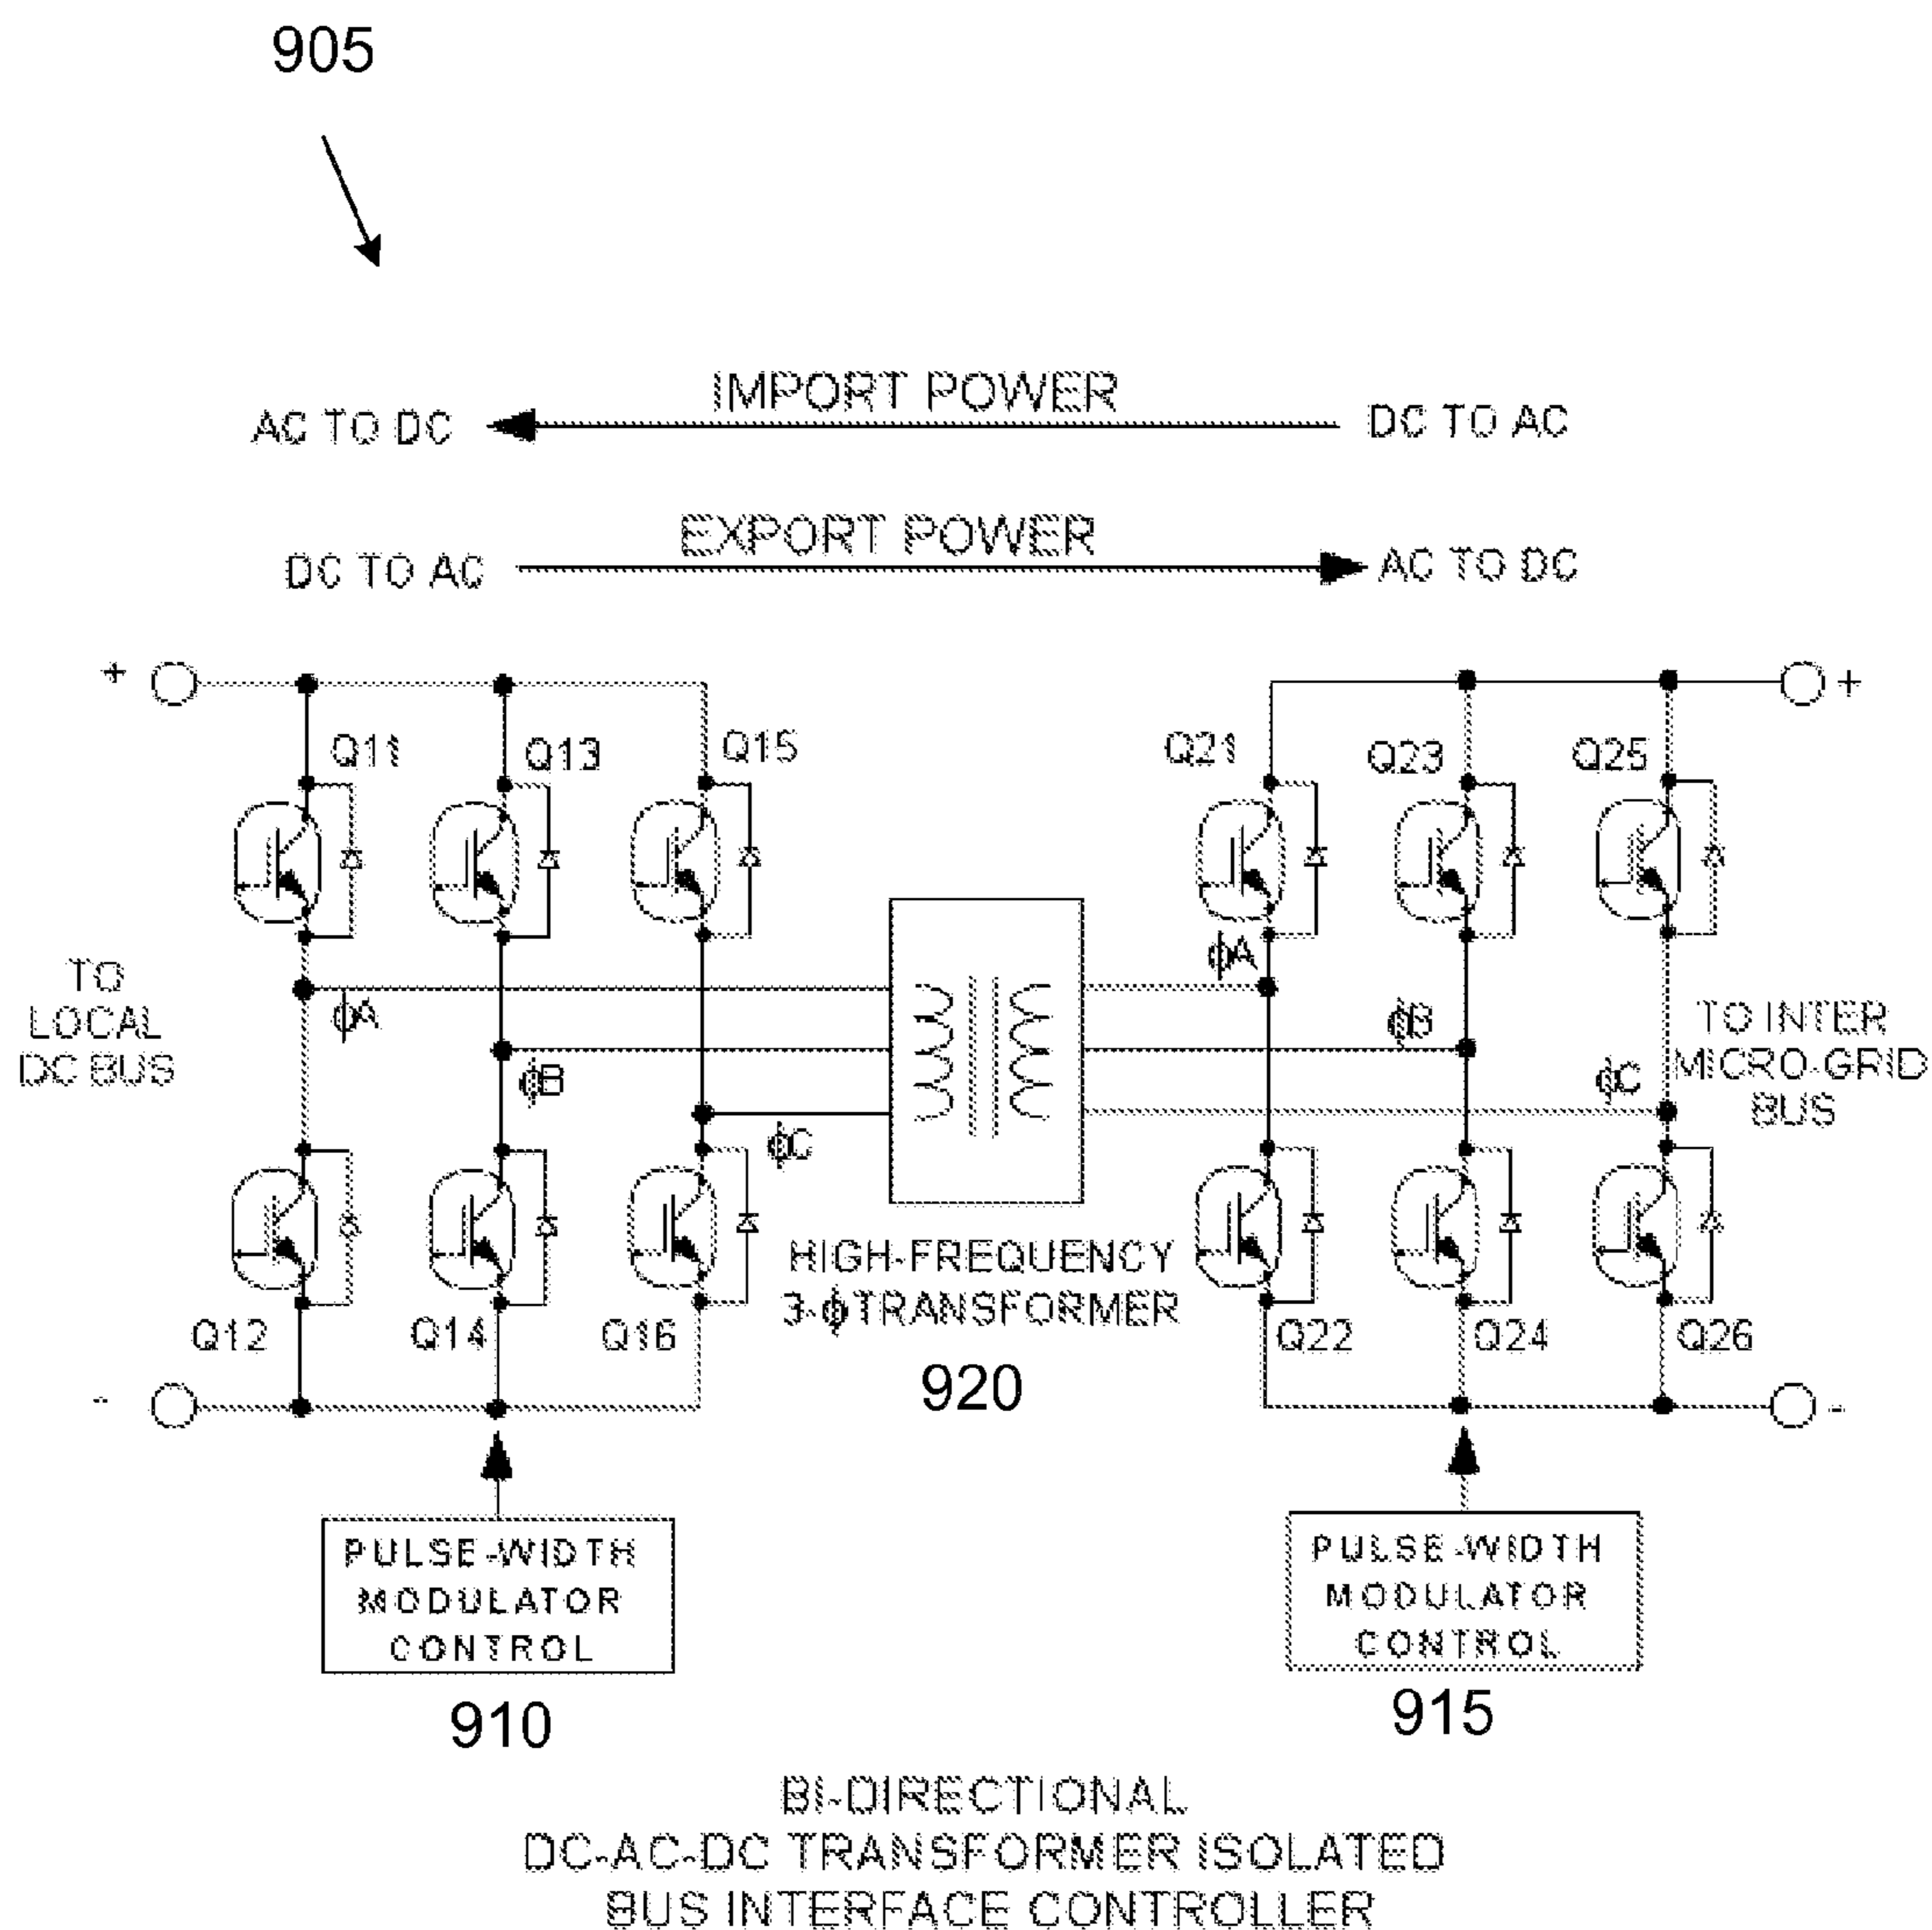 905
IMPORT POWER
AC TO DC
DC TO AC
EXPORT POWER
DC TO AC
AC TO DC
+
+
Q11
Q13
Q15
Q21
Q23
Q25
TO
LOCAL
DC BUS
ϕA
ϕB
ϕC
ϕA
ϕB
ϕC
TO INTER
MICRO-GRID
BUS
HIGH-FREQUENCY
3-ϕ TRANSFORMER
920
Q12
Q14
Q16
Q22
Q24
Q26
-
-
PULSE-WIDTH
MODULATOR
CONTROL
910
PULSE-WIDTH
MODULATOR
CONTROL
915
BI-DIRECTIONAL
DC-AC-DC TRANSFORMER ISOLATED
BUS INTERFACE CONTROLLER